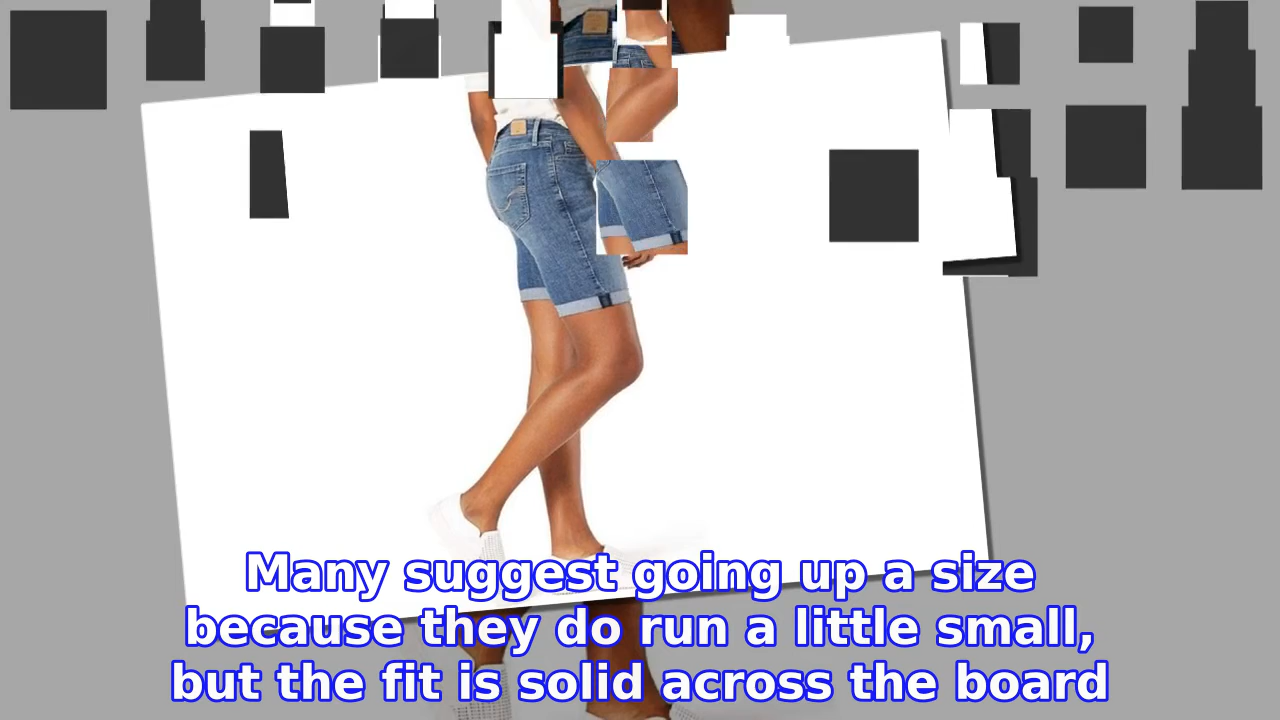 Many suggest going up a size
because they do run a little small,
but the fit is solid across the board